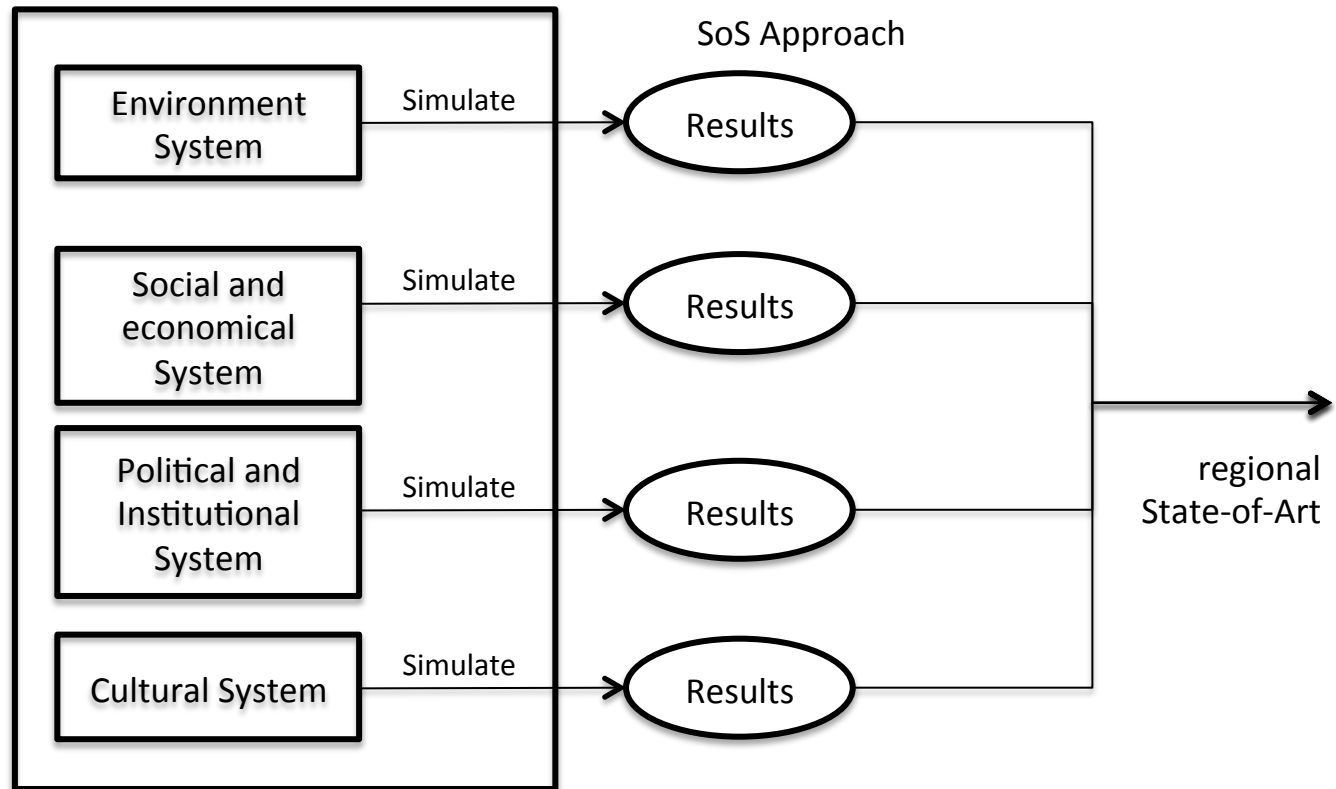 SoS Approach
Environment
System
Simulate
Results
Social and
economical
System
Simulate
Results
Political and
Institutional
System
Simulate
Results
regional
State-of-Art
Cultural System
Simulate
Results